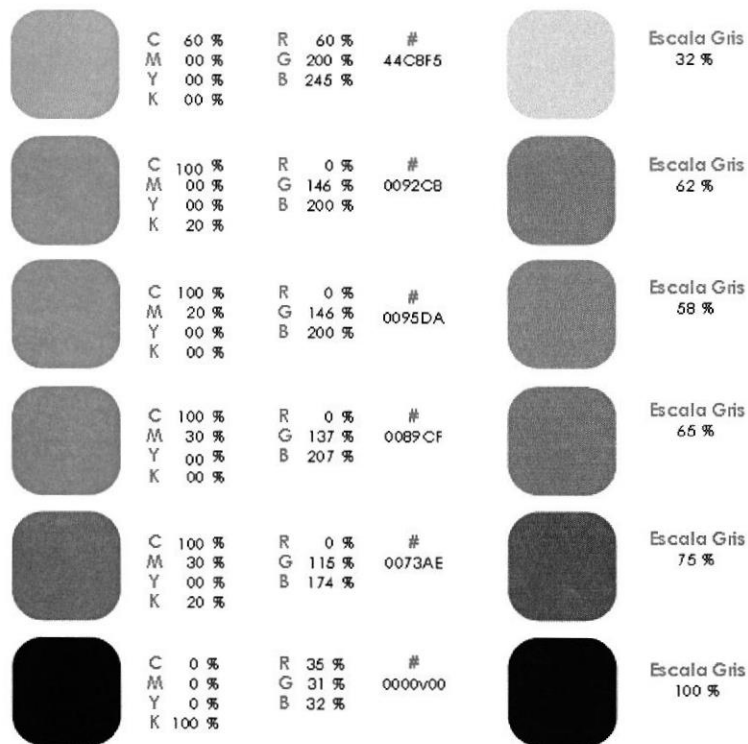 C 60 % R 60 % # Escala Gris
M 00 % G 200 % 44C8F5 32 %
Y 00 % B 245 %
K 00 %
C 100 % R 0 % # Escala Gris
M 00 % G 146 % 0092C8 62 %
Y 00 % B 200 %
K 20 %
C 100 % R 0 % # Escala Gris
M 20 % G 146 % 0095DA 58 %
Y 00 % B 200 %
K 00 %
C 100 % R 0 % # Escala Gris
M 30 % G 137 % 0089CF 65 %
Y 00 % B 207 %
K 00 %
C 100 % R 0 % # Escala Gris
M 30 % G 115 % 0073AE 75 %
Y 00 % B 174 %
K 20 %
C 0 % R 35 % # Escala Gris
M 0 % G 31 % 0000v00 100 %
Y 0 % B 32 %
K 100 %